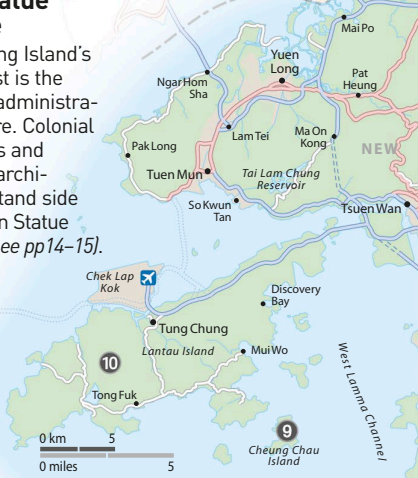 alue
ng Island's
st is the
administra-
re. Colonial
s and
archi-
tand side
n Statue
ee pp14–15).
Mai Po
Yuen
Long
Ngar Hom
Sha
Pat
Heung
Lam Tei
Ma On
Kong
NEW
Pak Long
Tuen Mun
Tai Lam Chung
Reservoir
So Kwun
Tan
Tsuen Wan
Chek Lap
Kok
Discovery
Bay
Tung Chung
Lantau Island
Mui Wo
10
Tong Fuk
West Lamma Channel
9
Cheung Chau
Island
0 km 5
0 miles 5